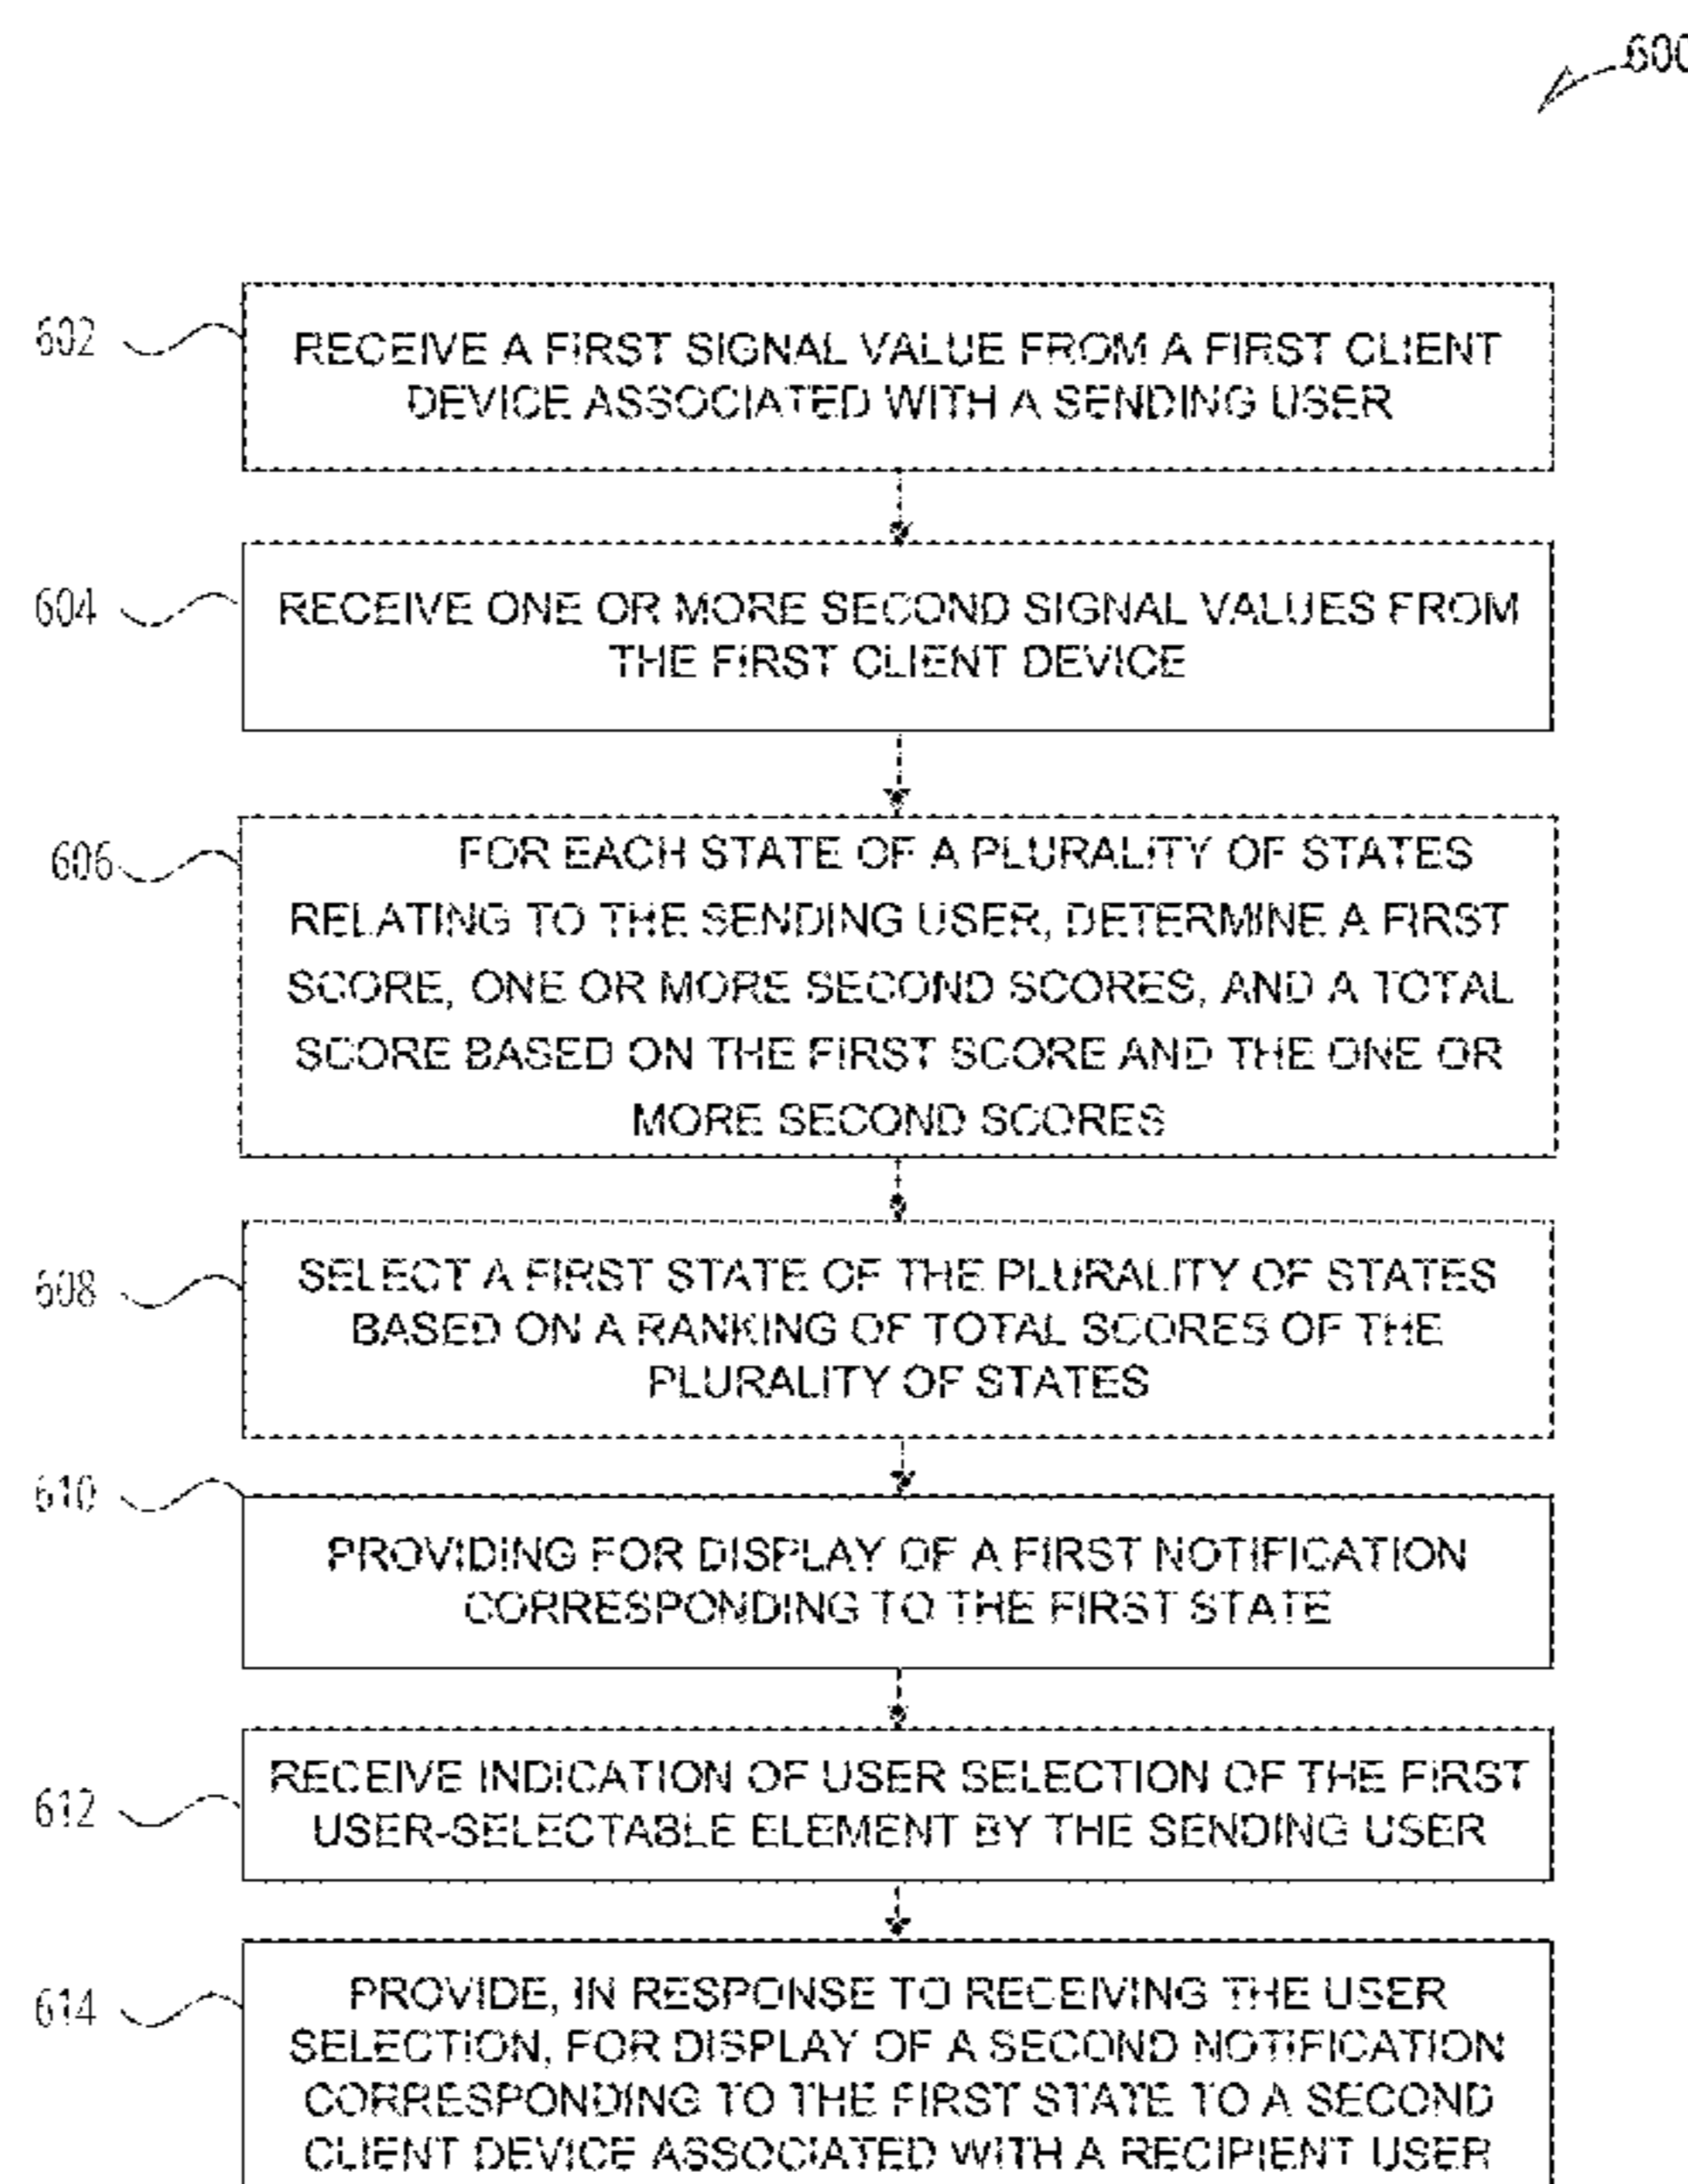 600
602
RECEIVE A FIRST SIGNAL VALUE FROM A FIRST CLIENT
DEVICE ASSOCIATED WITH A SENDING USER
604
RECEIVE ONE OR MORE SECOND SIGNAL VALUES FROM
THE FIRST CLIENT DEVICE
606
FOR EACH STATE OF A PLURALITY OF STATES
RELATING TO THE SENDING USER, DETERMINE A FIRST
SCORE, ONE OR MORE SECOND SCORES, AND A TOTAL
SCORE BASED ON THE FIRST SCORE AND THE ONE OR
MORE SECOND SCORES
608
SELECT A FIRST STATE OF THE PLURALITY OF STATES
BASED ON A RANKING OF TOTAL SCORES OF THE
PLURALITY OF STATES
610
PROVIDING FOR DISPLAY OF A FIRST NOTIFICATION
CORRESPONDING TO THE FIRST STATE
612
RECEIVE INDICATION OF USER SELECTION OF THE FIRST
USER-SELECTABLE ELEMENT BY THE SENDING USER
614
PROVIDE, IN RESPONSE TO RECEIVING THE USER
SELECTION, FOR DISPLAY OF A SECOND NOTIFICATION
CORRESPONDING TO THE FIRST STATE TO A SECOND
CLIENT DEVICE ASSOCIATED WITH A RECIPIENT USER